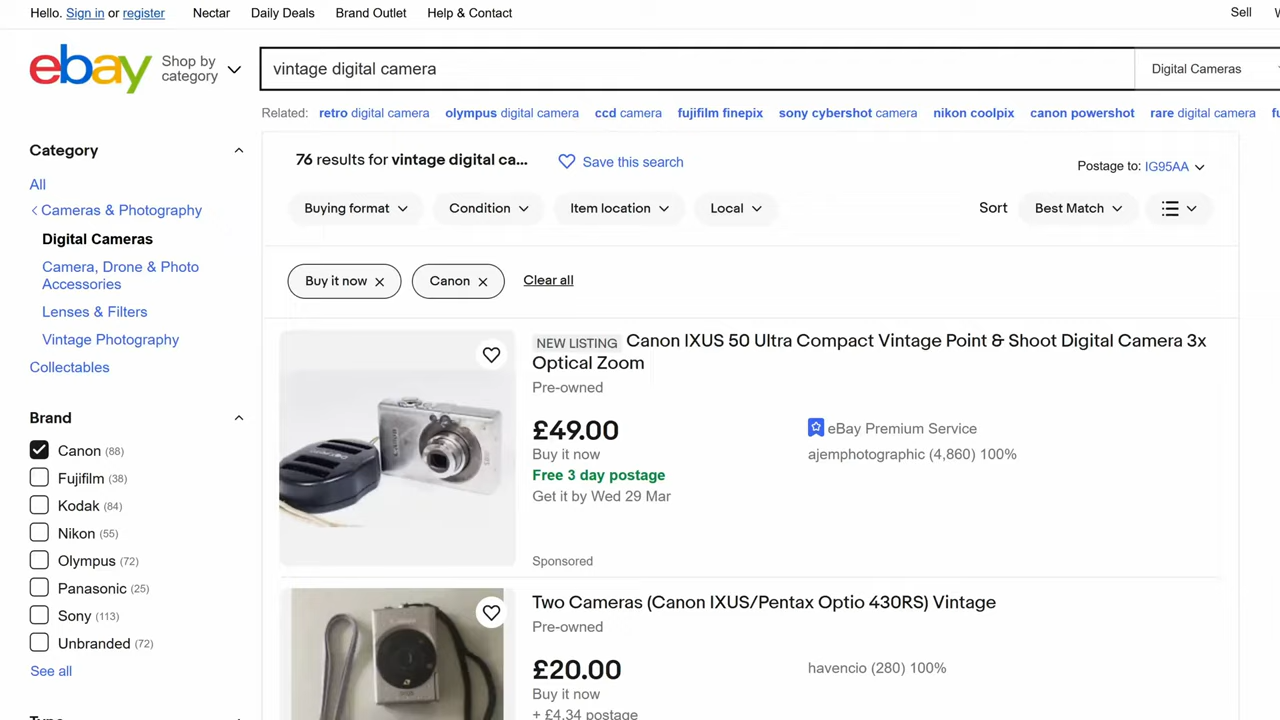 Hello. Sign in or register Nectar Daily Deals Brand Outlet Help & Contact Sell
ebay Shop by category vintage digital camera Digital Cameras
Related: retro digital camera olympus digital camera ccd camera fujifilm finepix sony cybershot camera nikon coolpix canon powershot rare digital camera
Category
All
Cameras & Photography
Digital Cameras
Camera, Drone & Photo
Accessories
Lenses & Filters
Vintage Photography
Collectables
Brand
Canon (88)
Fujifilm (38)
Kodak (84)
Nikon (55)
Olympus (72)
Panasonic (25)
Sony (113)
Unbranded (72)
See all
76 results for vintage digital ca... Save this search Postage to: IG95AA
Buying format Condition Item location Local Sort Best Match
Buy it now Canon Clear all
NEW LISTING Canon IXUS 50 Ultra Compact Vintage Point & Shoot Digital Camera 3x
Optical Zoom
Pre-owned
£49.00
Buy it now
Free 3 day postage
Get it by Wed 29 Mar
eBay Premium Service
ajemphotographic (4,860) 100%
Sponsored
Two Cameras (Canon IXUS/Pentax Optio 430RS) Vintage
Pre-owned
£20.00
Buy it now
+ £4.34 postage
havencio (280) 100%